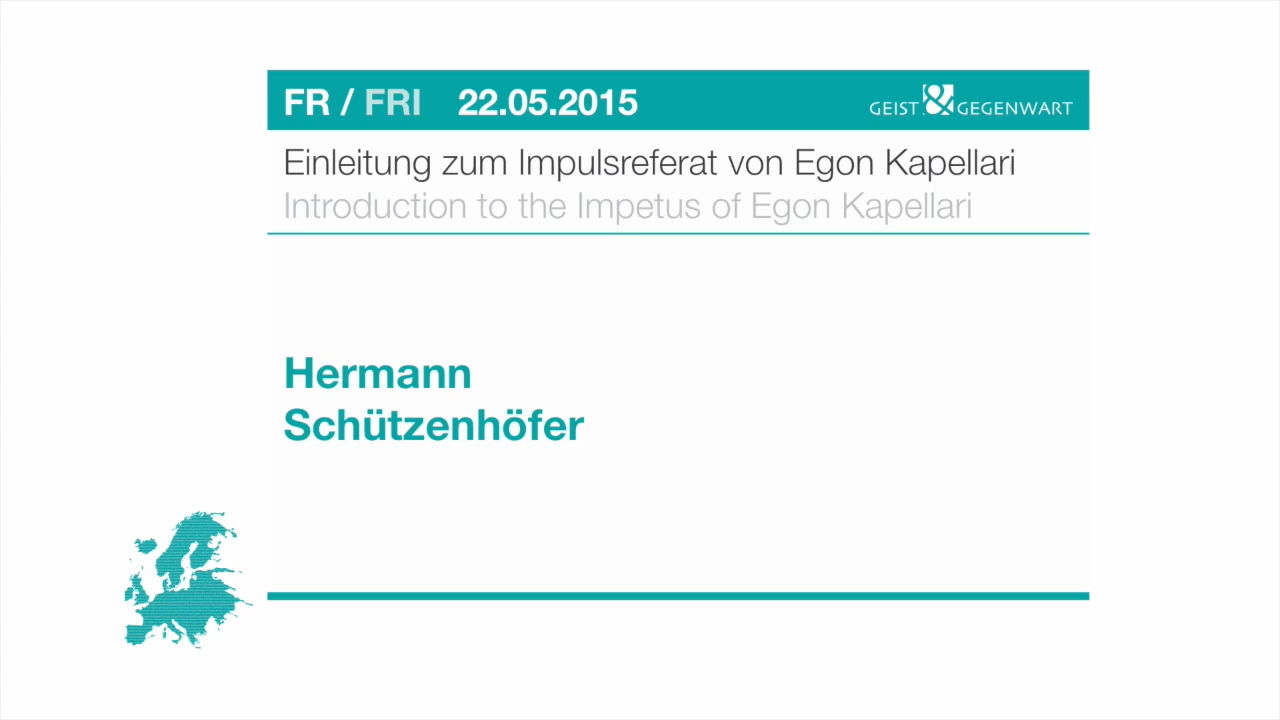 FR / FRI 22.05.2015 GEIST & GEGENWART
Einleitung zum Impulsreferat von Egon Kapellari
Introduction to the Impetus of Egon Kapellari
Hermann
Schützenhöfer